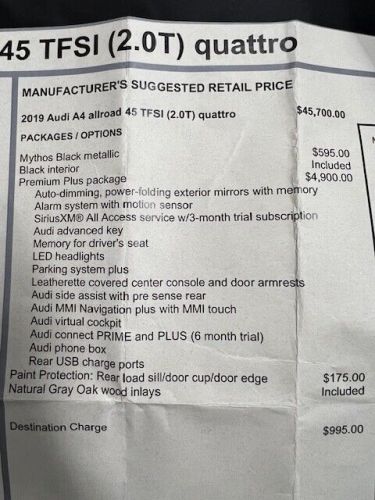 45 TFSI (2.0T) quattro
MANUFACTURER'S SUGGESTED RETAIL PRICE
2019 Audi A4 allroad 45 TFSI (2.0T) quattro $45,700.00
PACKAGES / OPTIONS
Mythos Black metallic $595.00
Black interior Included
Premium Plus package $4,900.00
Auto-dimming, power-folding exterior mirrors with memory
Alarm system with motion sensor
SiriusXM® All Access service w/3-month trial subscription
Audi advanced key
Memory for driver's seat
LED headlights
Parking system plus
Leatherette covered center console and door armrests
Audi side assist with pre sense rear
Audi MMI Navigation plus with MMI touch
Audi virtual cockpit
Audi connect PRIME and PLUS (6 month trial)
Audi phone box
Rear USB charge ports
Paint Protection: Rear load sill/door cup/door edge $175.00
Natural Gray Oak wood inlays Included
Destination Charge $995.00